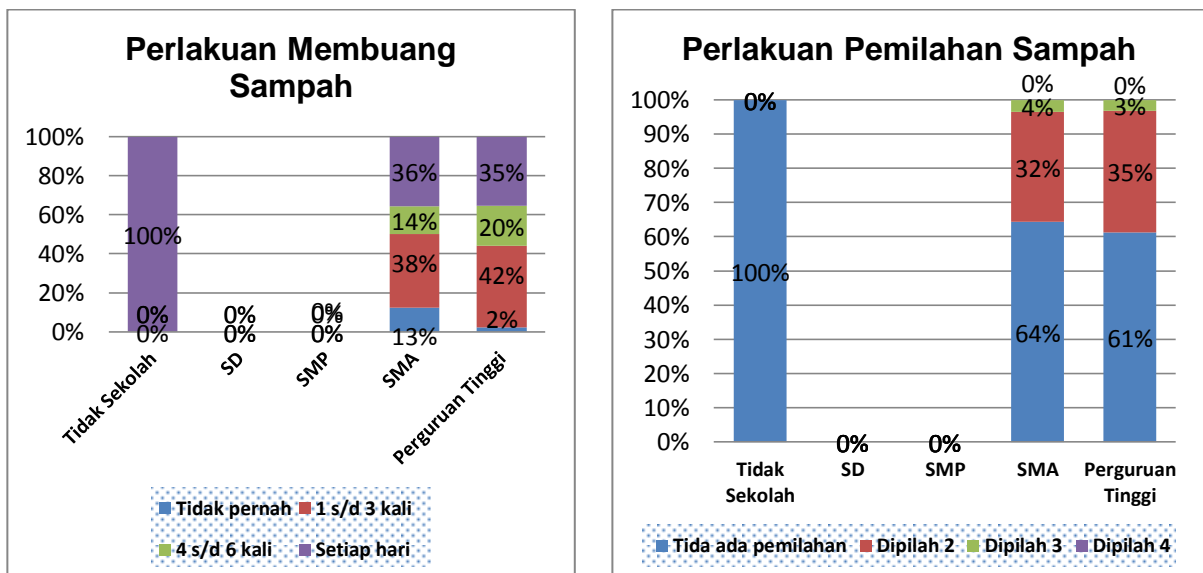 Perlakuan Membuang
Sampah
100%
80%
60%
40%
20%
0%
100%
0%
0%
0%
0%
0%
0%
0%
36%
14%
38%
13%
35%
20%
42%
2%
Tidak Sekolah
SD
SMP
SMA
Perguruan Tinggi
Tidak pernah
1 s/d 3 kali
4 s/d 6 kali
Setiap hari
Perlakuan Pemilahan Sampah
100%
90%
80%
70%
60%
50%
40%
30%
20%
10%
0%
0%
100%
0%
0%
0%
4%
32%
64%
0%
3%
35%
61%
Tidak
Sekolah
SD
SMP
SMA
Perguruan
Tinggi
Tida ada pemilahan
Dipilah 2
Dipilah 3
Dipilah 4